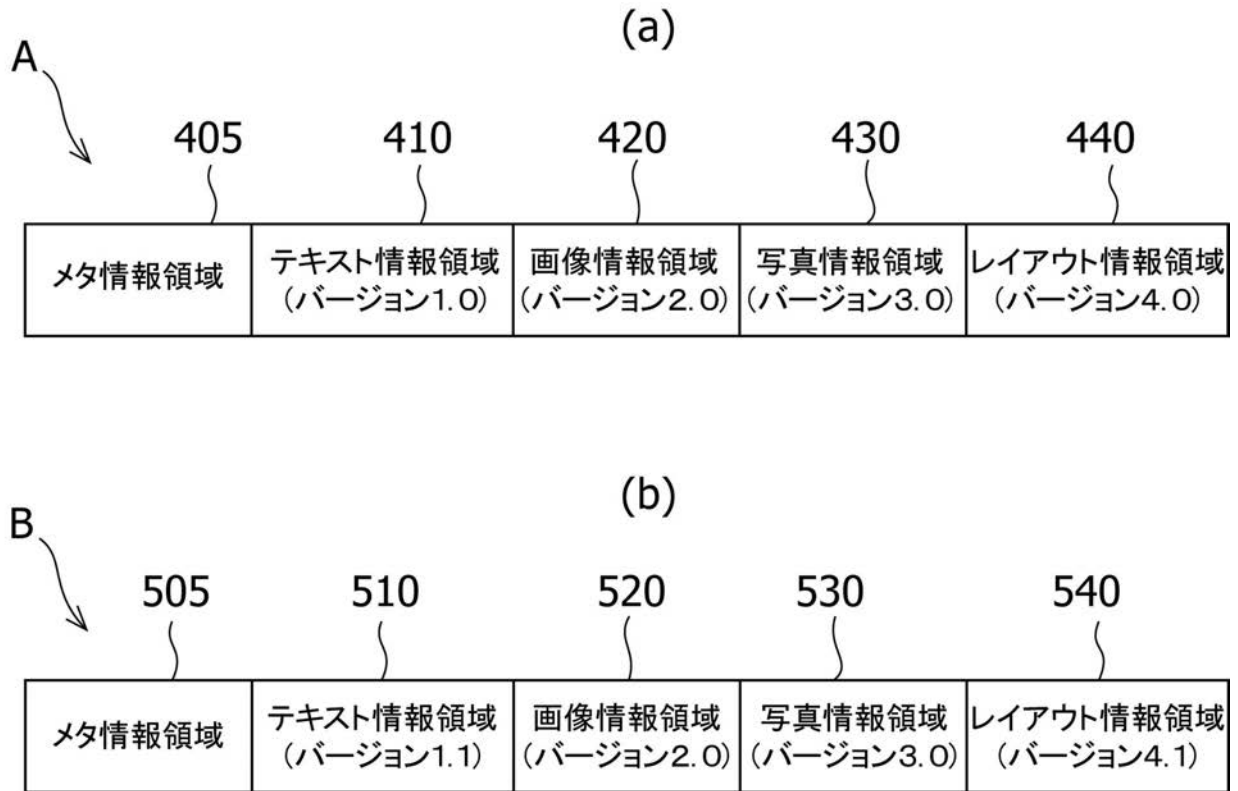 (a)
A
405 410 420 430 440
メタ情報領域
テキスト情報領域
(バージョン1.0)
画像情報領域
(バージョン2.0)
写真情報領域
(バージョン3.0)
レイアウト情報領域
(バージョン4.0)
(b)
B
505 510 520 530 540
メタ情報領域
テキスト情報領域
(バージョン1.1)
画像情報領域
(バージョン2.0)
写真情報領域
(バージョン3.0)
レイアウト情報領域
(バージョン4.1)